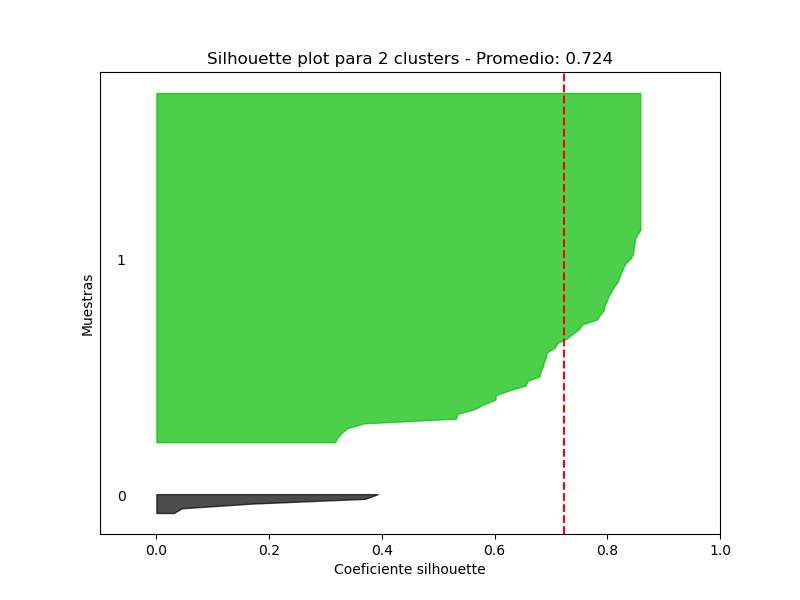 Silhouette plot para 2 clusters - Promedio: 0.724
Muestras
1
0
0.0 0.2 0.4 0.6 0.8 1.0
Coeficiente silhouette